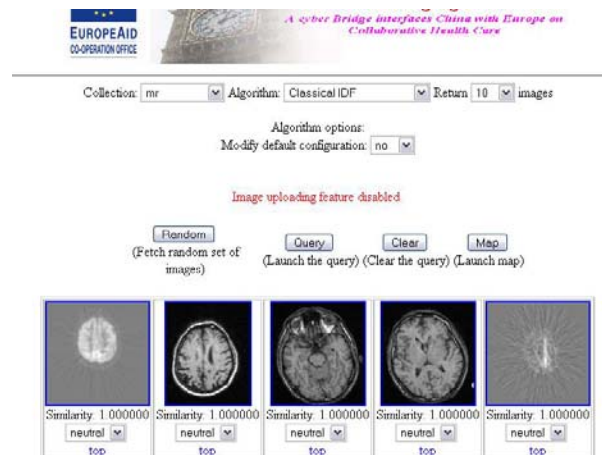 A cyber Bridge interfaces China with Europe on
Collaborative Health Care
EUROPEAID
CO-OPERATION OFFICE
Collection: mr Algorithm: Classical IDF Return 10 images
Algorithm options:
Modify default configuration: no
Image uploading feature disabled
Random Query Clear Map
(Fetch random set of images) (Launch the query) (Clear the query) (Launch map)
Similarity: 1.000000 Similarity: 1.000000 Similarity: 1.000000 Similarity: 1.000000 Similarity: 1.000000
neutral neutral neutral neutral neutral
top top top top top